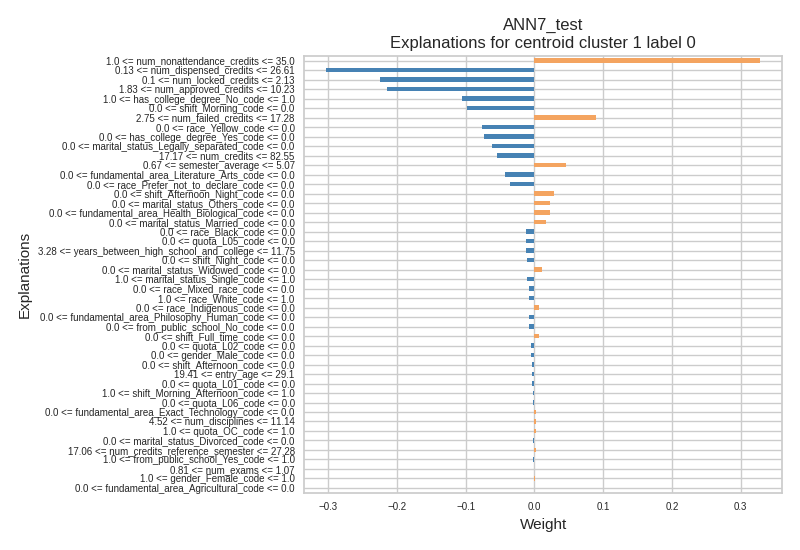 ANN7_test
Explanations for centroid cluster 1 label 0
1.0 <= num_nonattendance_credits <= 35.0
0.13 <= num_dispensed_credits <= 26.61
0.1 <= num_locked_credits <= 2.13
1.83 <= num_approved_credits <= 10.23
1.0 <= has_college_degree_No_code <= 1.0
0.0 <= shift_Morning_code <= 0.0
2.75 <= num_failed_credits <= 17.28
0.0 <= race_Yellow_code <= 0.0
0.0 <= has_college_degree_Yes_code <= 0.0
0.0 <= marital_status_Legally_separated_code <= 0.0
17.17 <= num_credits <= 82.55
0.67 <= semester_average <= 5.07
0.0 <= fundamental_area_Literature_Arts_code <= 0.0
0.0 <= race_Prefer_not_to_declare_code <= 0.0
0.0 <= shift_Afternoon_Night_code <= 0.0
0.0 <= marital_status_Others_code <= 0.0
0.0 <= fundamental_area_Health_Biological_code <= 0.0
0.0 <= marital_status_Married_code <= 0.0
0.0 <= race_Black_code <= 0.0
0.0 <= quota_L05_code <= 0.0
3.28 <= years_between_high_school_and_college <= 11.75
0.0 <= shift_Night_code <= 0.0
0.0 <= marital_status_Widowed_code <= 0.0
1.0 <= marital_status_Single_code <= 1.0
0.0 <= race_Mixed_race_code <= 0.0
1.0 <= race_White_code <= 1.0
0.0 <= race_Indigenous_code <= 0.0
0.0 <= fundamental_area_Philosophy_Human_code <= 0.0
0.0 <= from_public_school_No_code <= 0.0
0.0 <= shift_Full_time_code <= 0.0
0.0 <= quota_L02_code <= 0.0
0.0 <= gender_Male_code <= 0.0
0.0 <= shift_Afternoon_code <= 0.0
19.41 <= entry_age <= 29.1
0.0 <= quota_L01_code <= 0.0
1.0 <= shift_Morning_Afternoon_code <= 1.0
0.0 <= quota_L06_code <= 0.0
0.0 <= fundamental_area_Exact_Technology_code <= 0.0
4.52 <= num_disciplines <= 11.14
1.0 <= quota_OC_code <= 1.0
0.0 <= marital_status_Divorced_code <= 0.0
17.06 <= num_credits_reference_semester <= 27.28
1.0 <= from_public_school_Yes_code <= 1.0
0.81 <= num_exams <= 1.07
1.0 <= gender_Female_code <= 1.0
0.0 <= fundamental_area_Agricultural_code <= 0.0
Explanations
−0.3 −0.2 −0.1 0.0 0.1 0.2 0.3
Weight